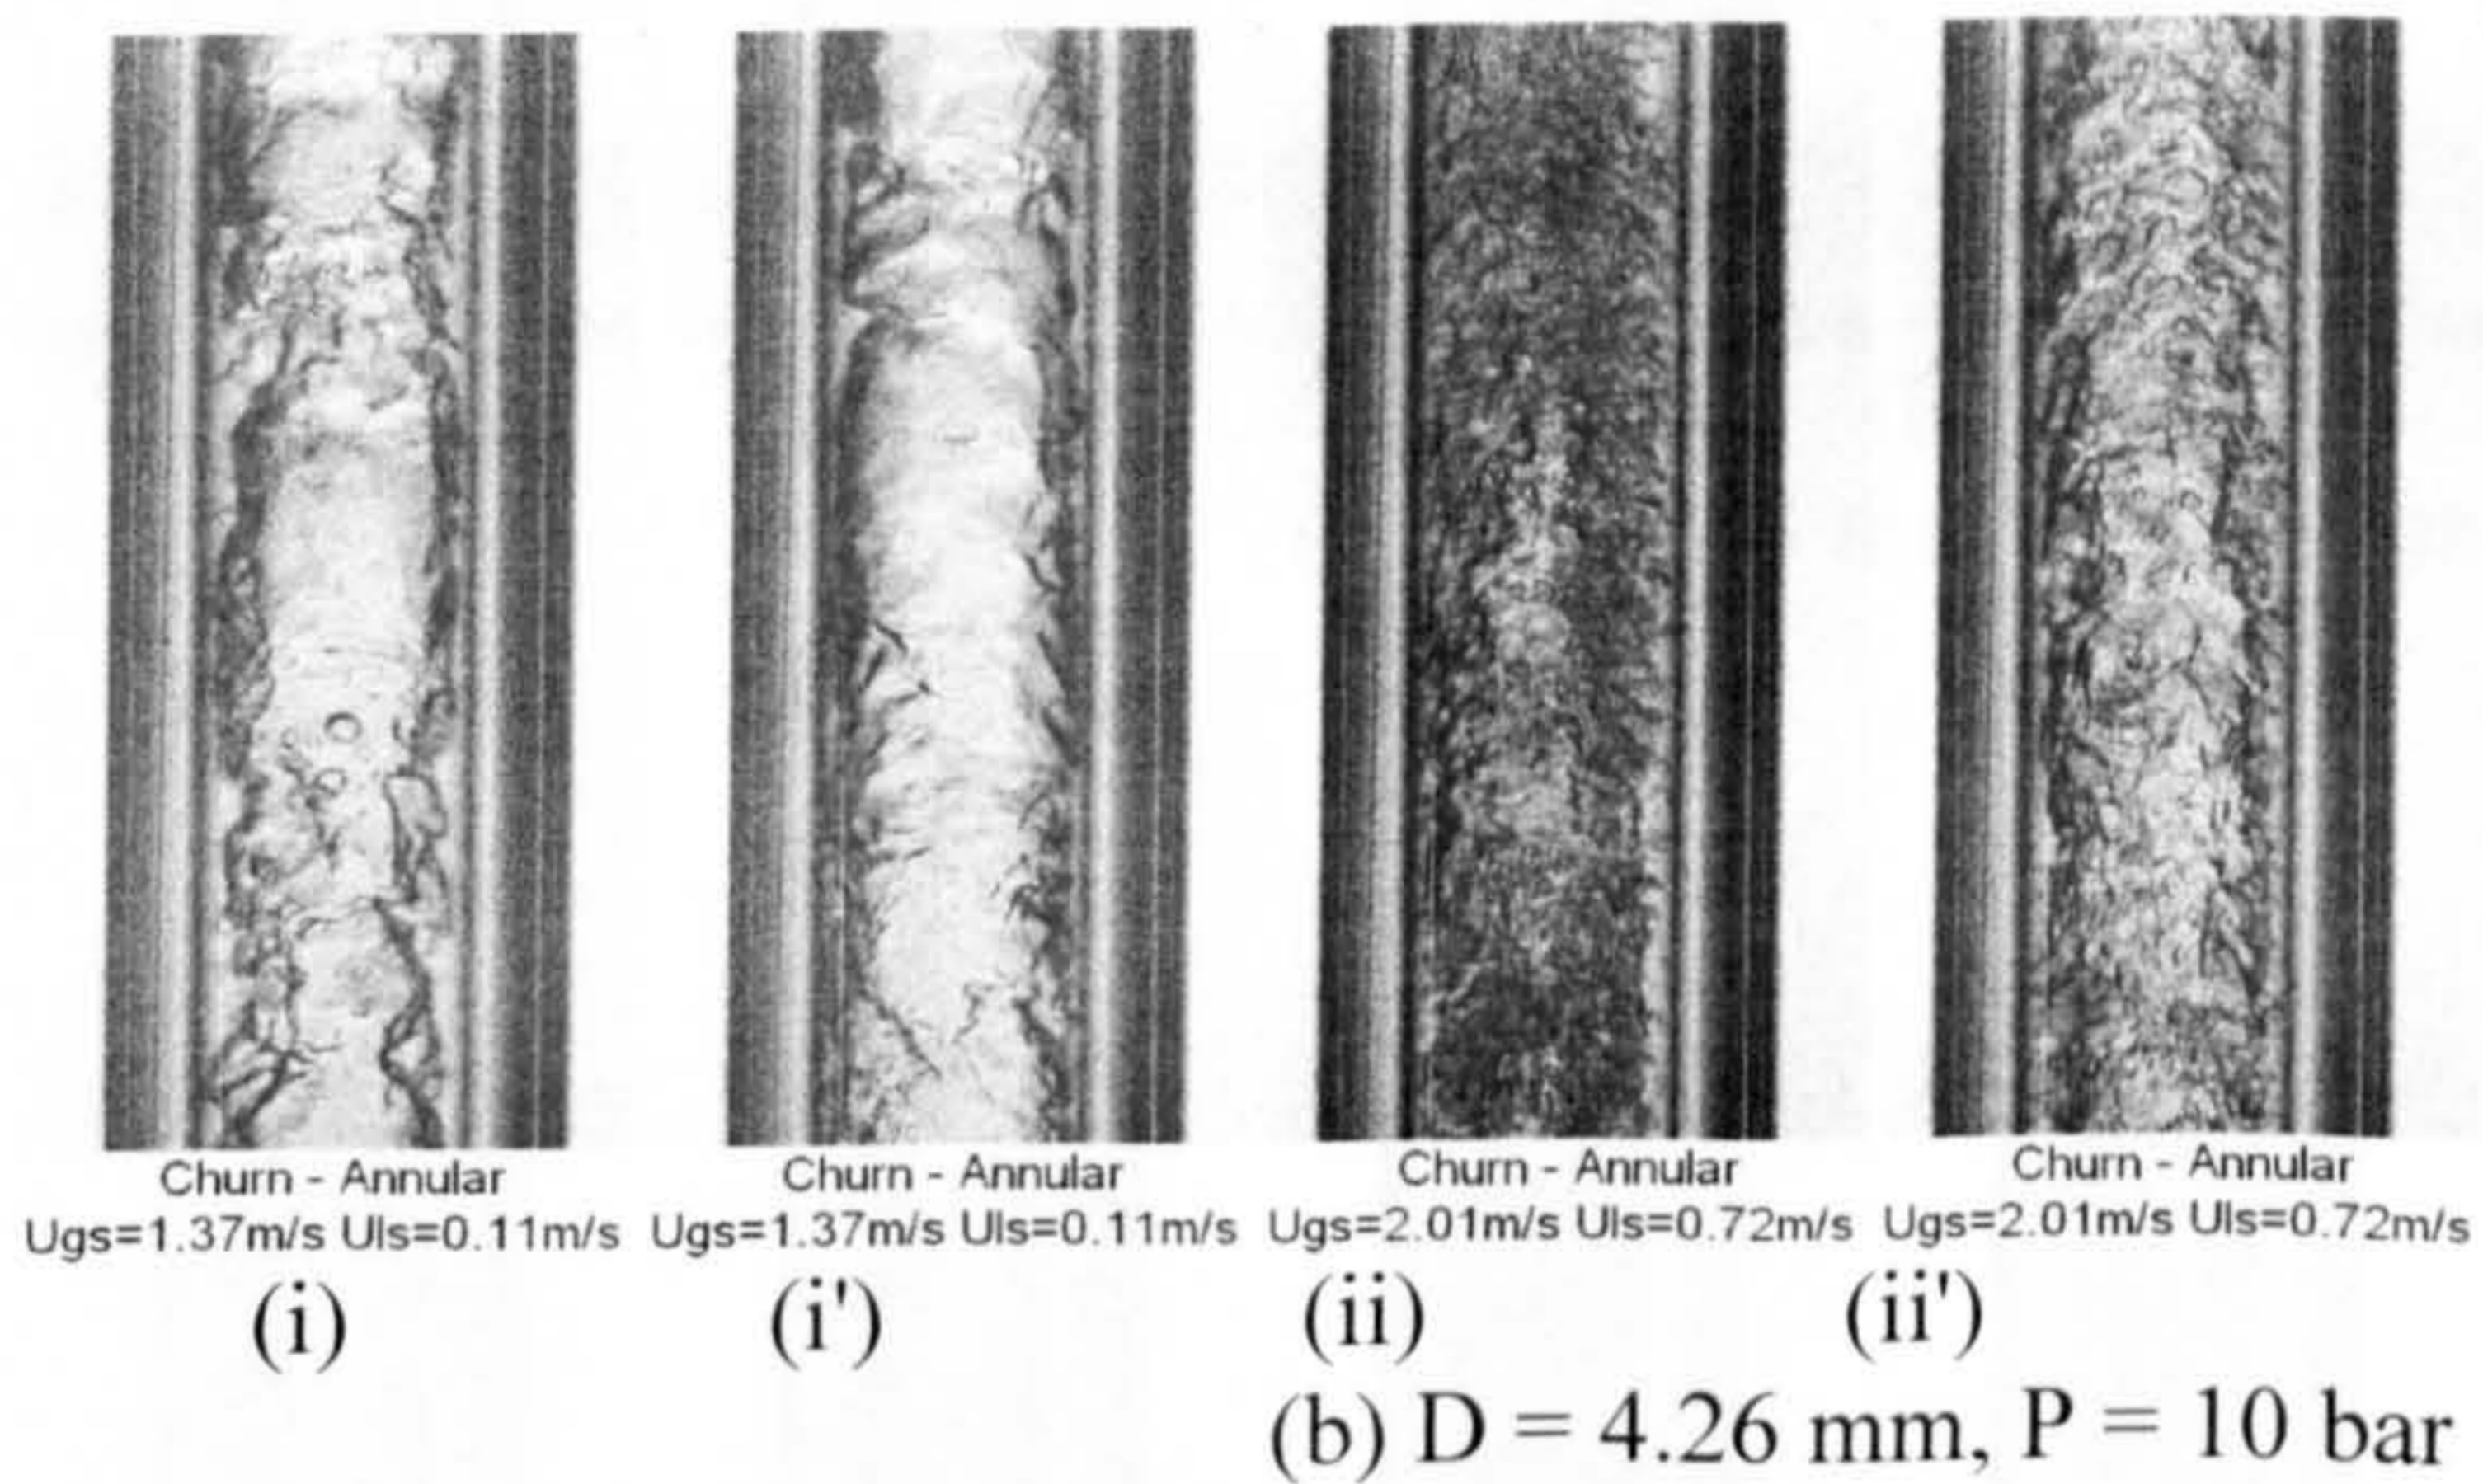 Churn - Annular
Ugs=1.37m/s Uls=0.11m/s
(i)
Churn - Annular
Ugs=1.37m/s Uls=0.11m/s
(i')
Churn - Annular
Ugs=2.01m/s Uls=0.72m/s
(ii)
Churn - Annular
Ugs=2.01m/s Uls=0.72m/s
(ii')
(b) D = 4.26 mm, P = 10 bar